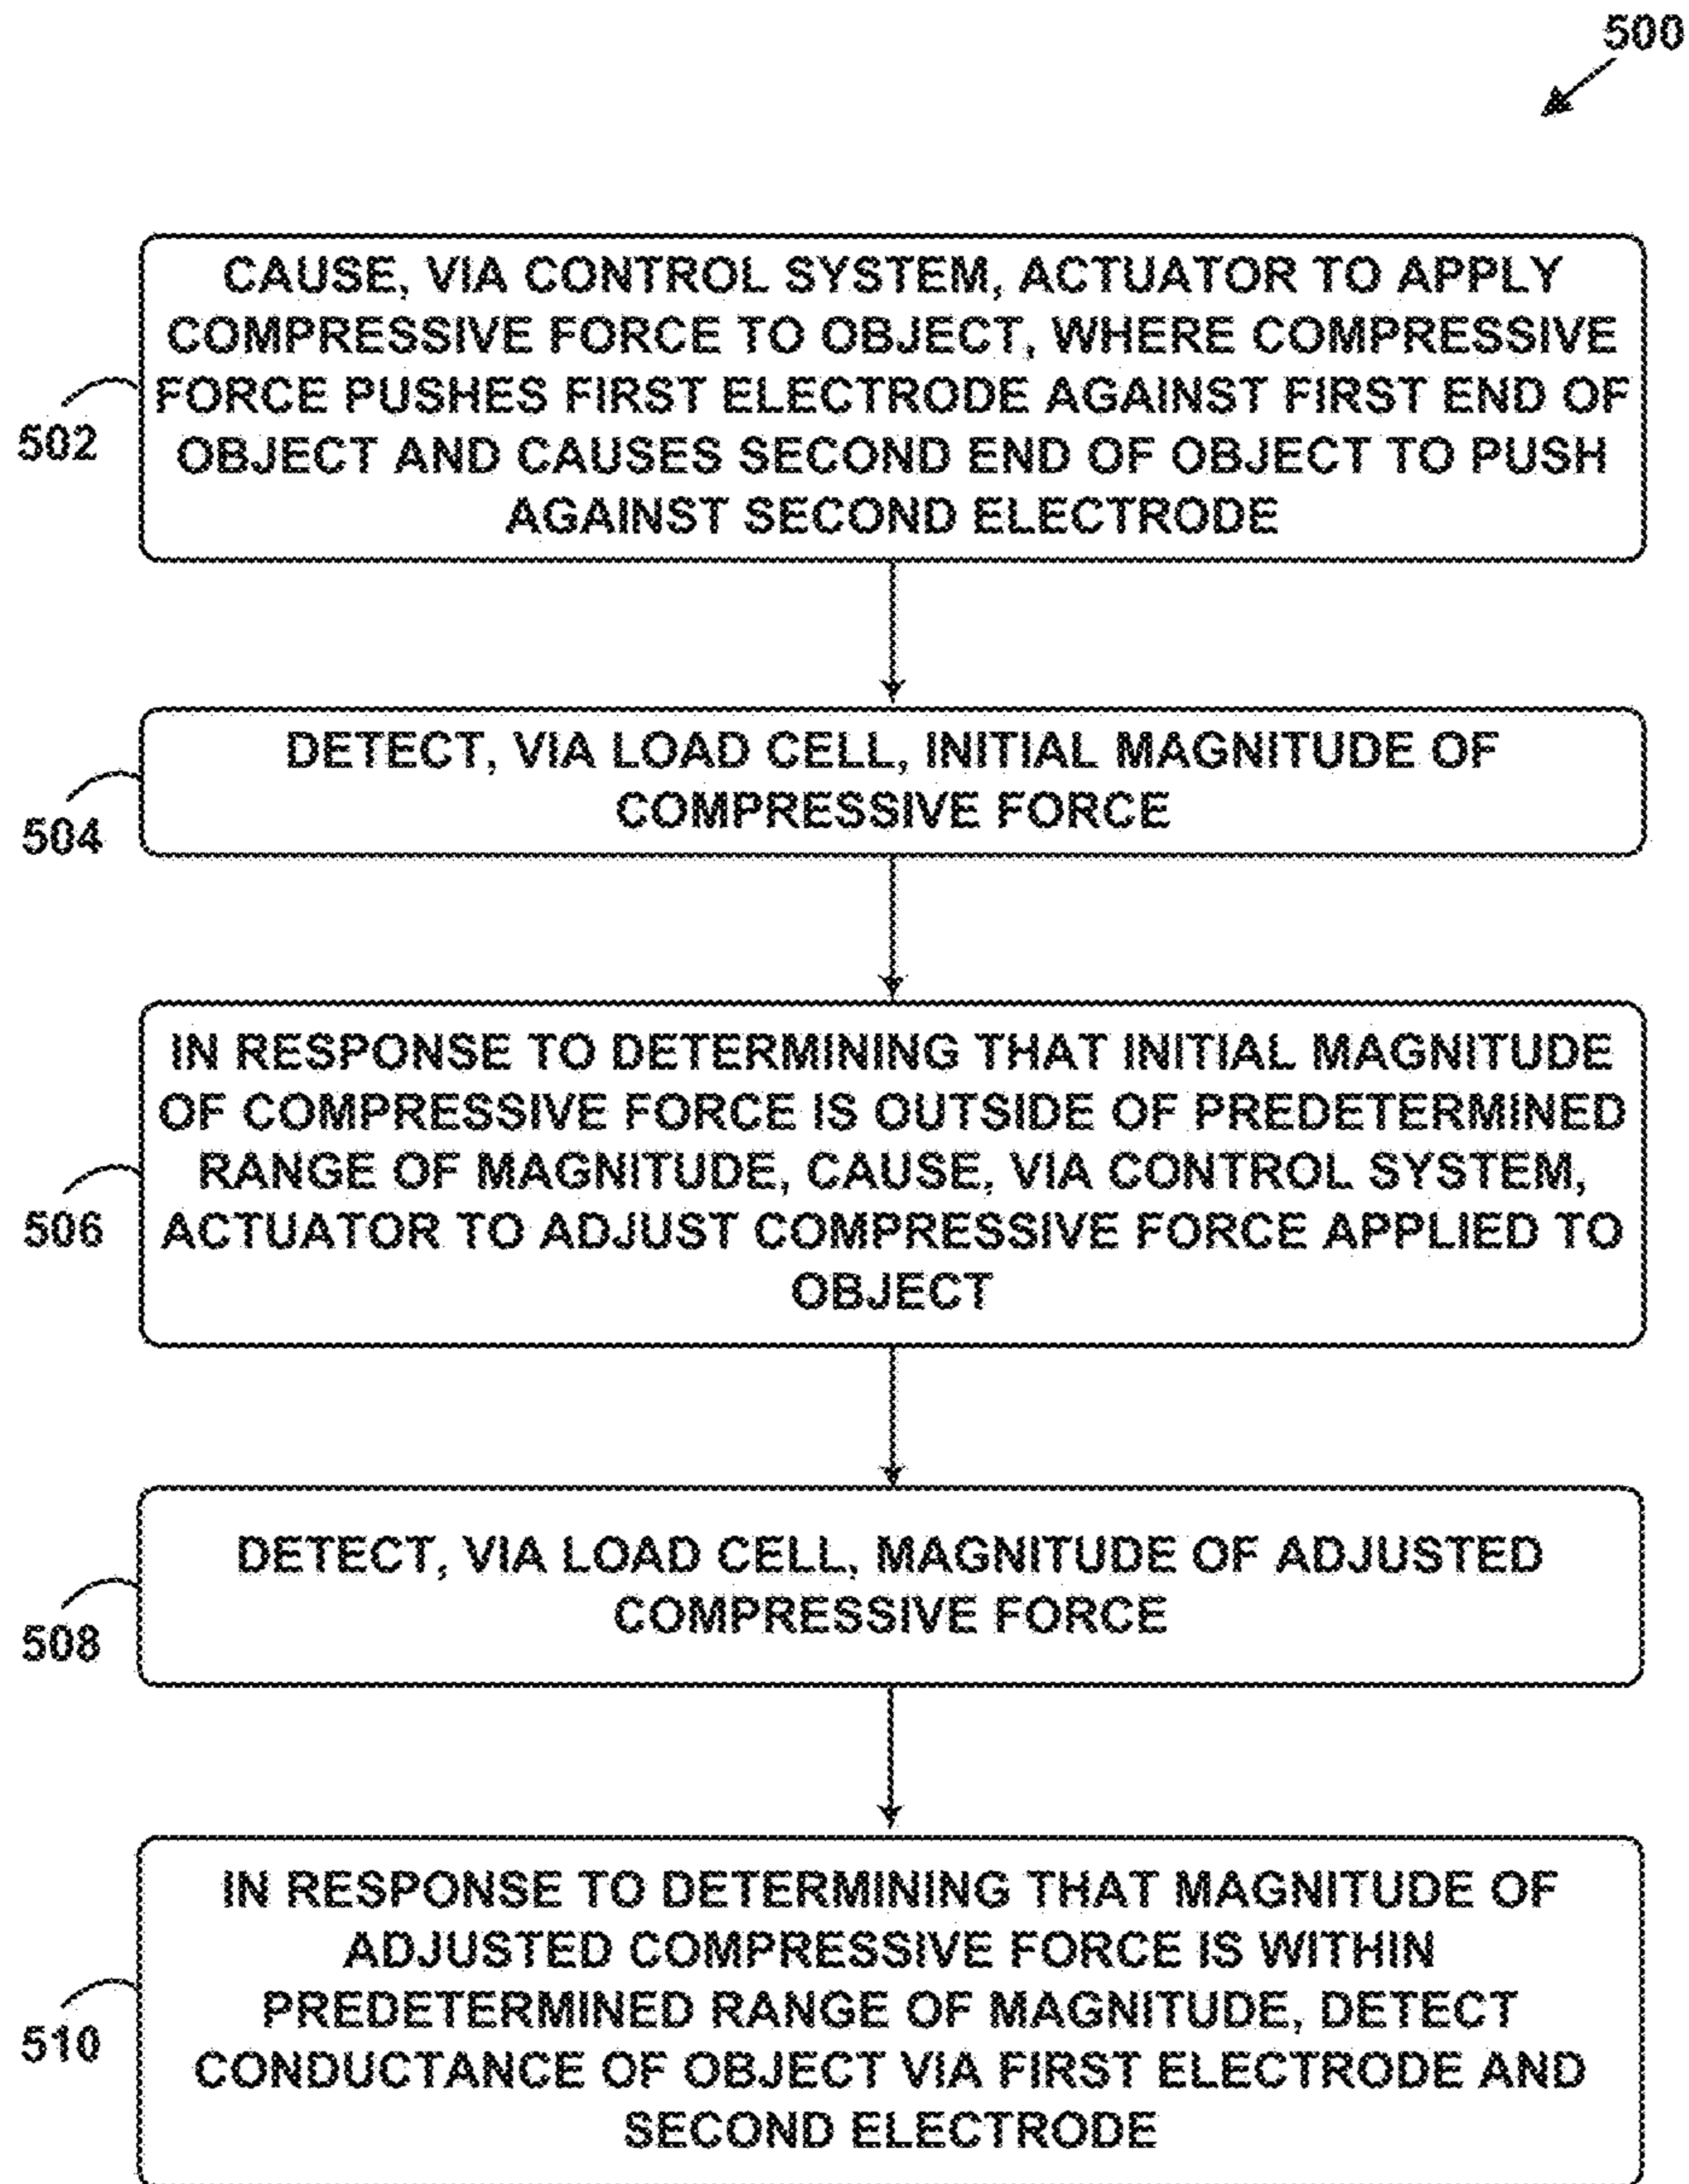 500
CAUSE, VIA CONTROL SYSTEM, ACTUATOR TO APPLY
COMPRESSIVE FORCE TO OBJECT, WHERE COMPRESSIVE
FORCE PUSHES FIRST ELECTRODE AGAINST FIRST END OF
OBJECT AND CAUSES SECOND END OF OBJECT TO PUSH
AGAINST SECOND ELECTRODE
502
DETECT, VIA LOAD CELL, INITIAL MAGNITUDE OF
COMPRESSIVE FORCE
504
IN RESPONSE TO DETERMINING THAT INITIAL MAGNITUDE
OF COMPRESSIVE FORCE IS OUTSIDE OF PREDETERMINED
RANGE OF MAGNITUDE, CAUSE, VIA CONTROL SYSTEM,
ACTUATOR TO ADJUST COMPRESSIVE FORCE APPLIED TO
OBJECT
506
DETECT, VIA LOAD CELL, MAGNITUDE OF ADJUSTED
COMPRESSIVE FORCE
508
IN RESPONSE TO DETERMINING THAT MAGNITUDE OF
ADJUSTED COMPRESSIVE FORCE IS WITHIN
PREDETERMINED RANGE OF MAGNITUDE, DETECT
CONDUCTANCE OF OBJECT VIA FIRST ELECTRODE AND
SECOND ELECTRODE
510